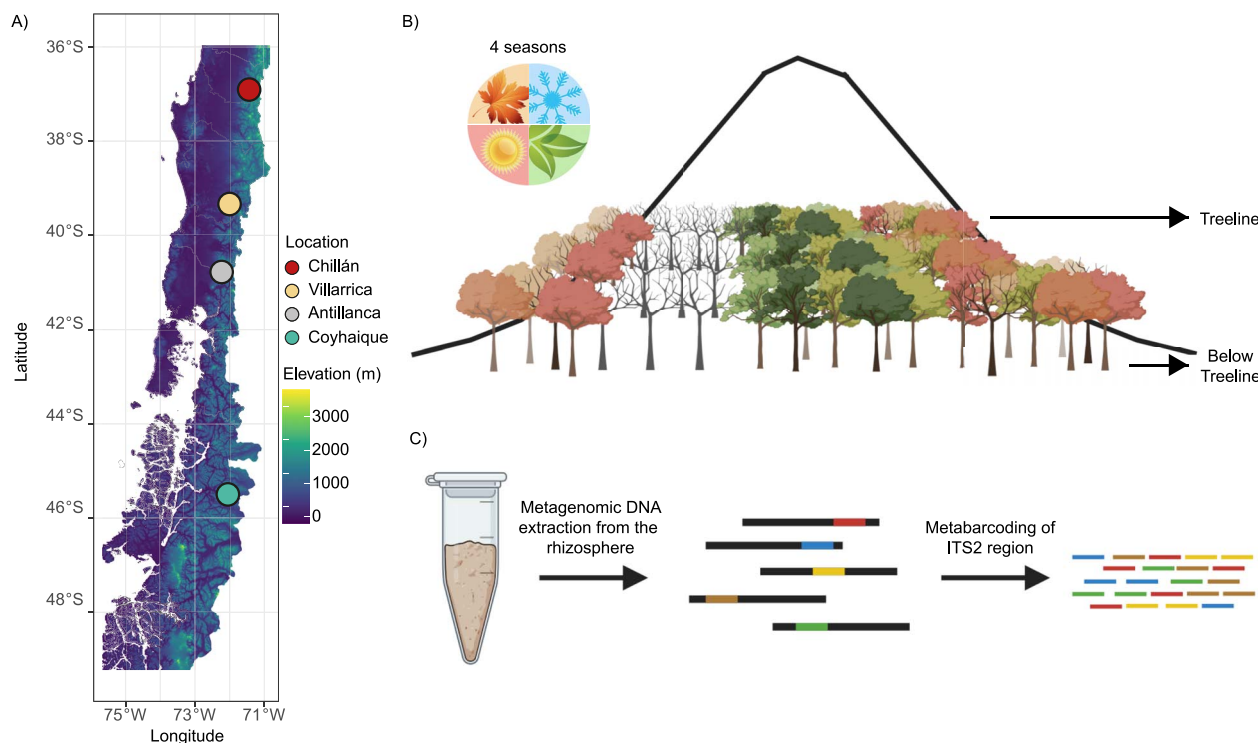 A)
36°S
38°S
40°S
42°S
44°S
46°S
48°S
Latitude
75°W
73°W
71°W
Longitude
Location
Chillán
Villarrica
Antillanca
Coyhaique
Elevation (m)
3000
2000
1000
0
B)
4 seasons
Treeline
Below
Treeline
C)
Metagenomic DNA
extraction from the
rhizosphere
Metabarcoding of
ITS2 region